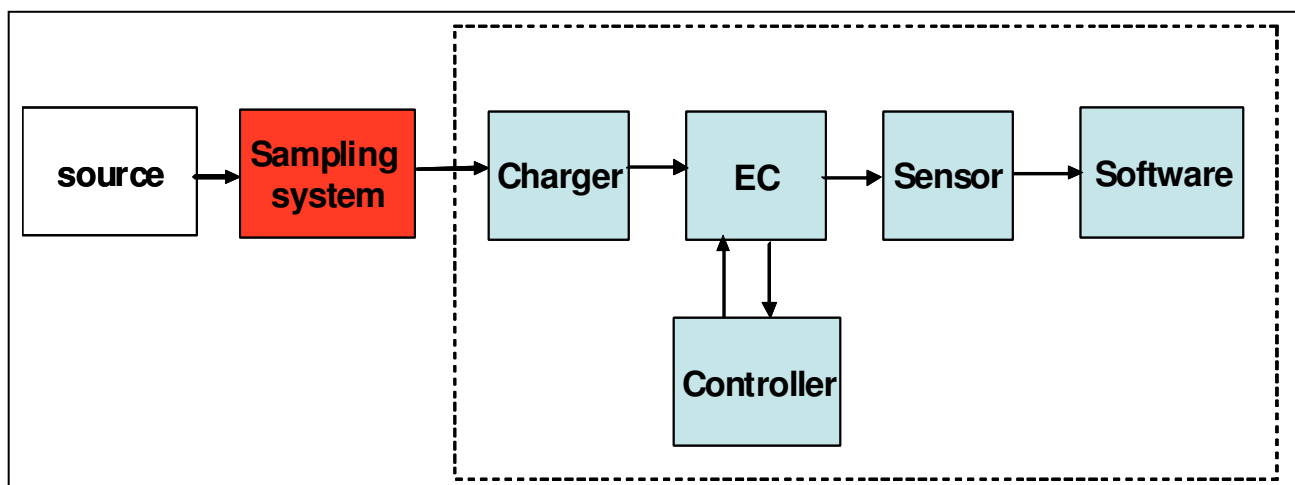 source
Sampling
system
Charger
EC
Sensor
Software
Controller